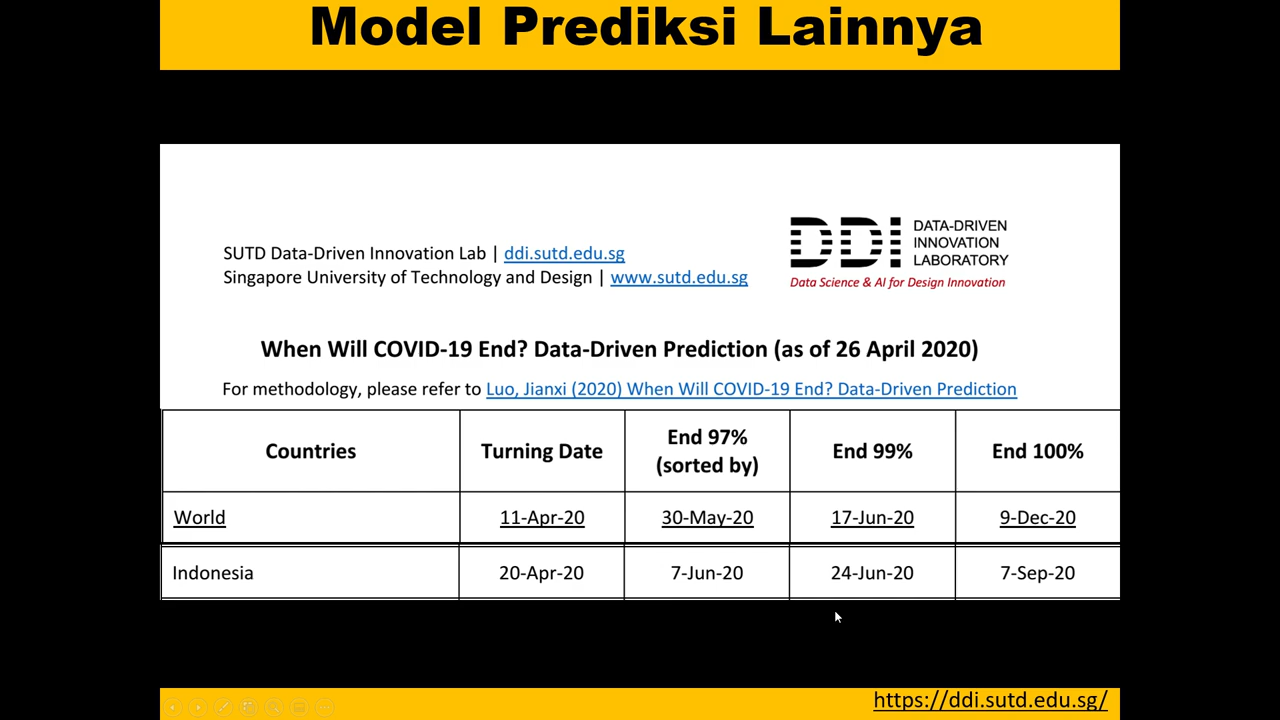 Model Prediksi Lainnya
SUTD Data-Driven Innovation Lab | ddi.sutd.edu.sg
Singapore University of Technology and Design | www.sutd.edu.sg
DDI
DATA-DRIVEN
INNOVATION
LABORATORY
Data Science & AI for Design Innovation
When Will COVID-19 End? Data-Driven Prediction (as of 26 April 2020)
For methodology, please refer to Luo, Jianxi (2020) When Will COVID-19 End? Data-Driven Prediction
Countries Turning Date End 97% (sorted by) End 99% End 100%
World 11-Apr-20 30-May-20 17-Jun-20 9-Dec-20
Indonesia 20-Apr-20 7-Jun-20 24-Jun-20 7-Sep-20
https://ddi.sutd.edu.sg/